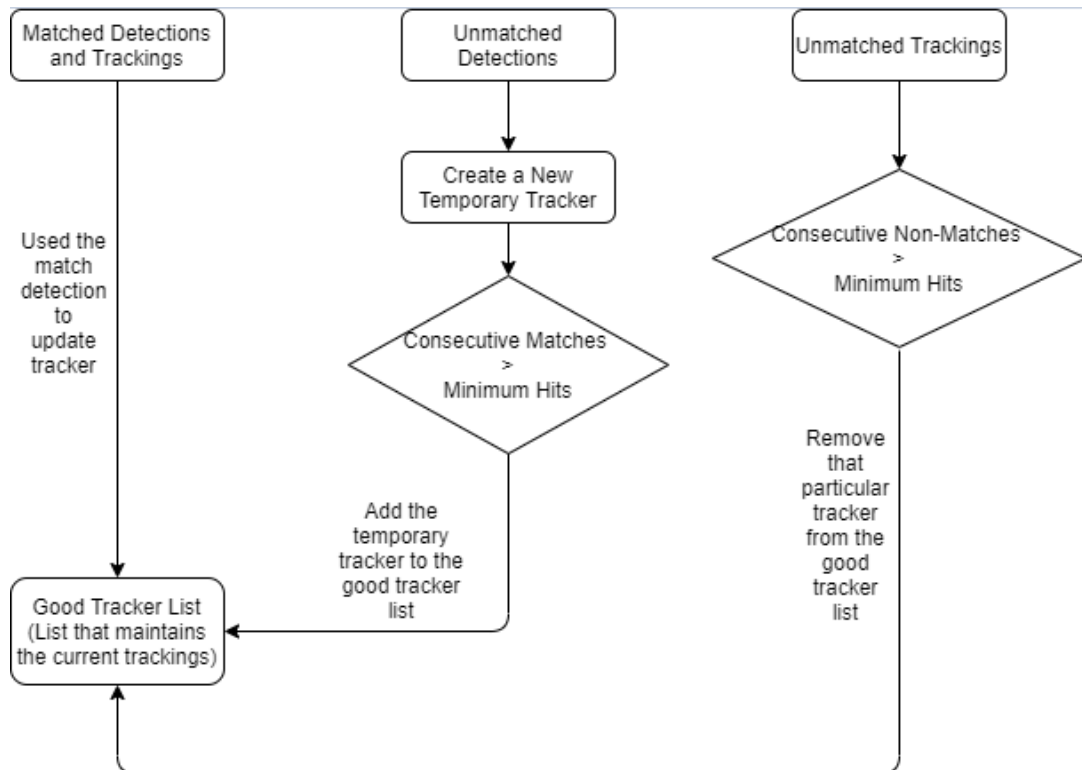 Matched Detections
and Trackings
Unmatched
Detections
Unmatched Trackings
Create a New
Temporary Tracker
Used the
match
detection
to
update
tracker
Consecutive Matches
>
Minimum Hits
Consecutive Non-Matches
>
Minimum Hits
Add the
temporary
tracker to the
good tracker
list
Remove
that
particular
tracker
from the
good
tracker
list
Good Tracker List
(List that maintains
the current trackings)